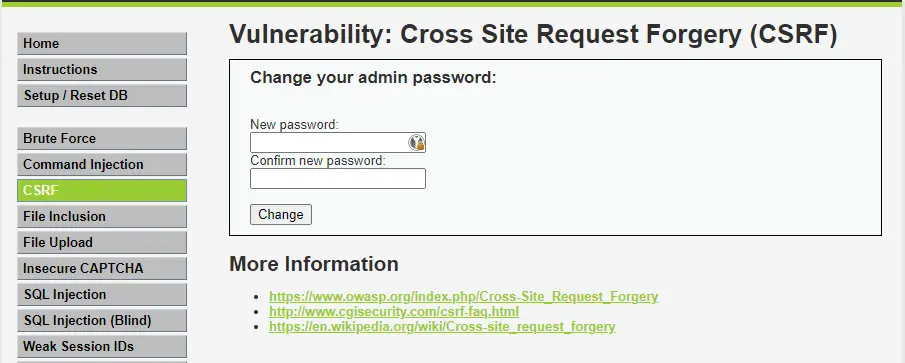 Home
Instructions
Setup / Reset DB
Brute Force
Command Injection
CSRF
File Inclusion
File Upload
Insecure CAPTCHA
SQL Injection
SQL Injection (Blind)
Weak Session IDs
Vulnerability: Cross Site Request Forgery (CSRF)
Change your admin password:
New password:
Confirm new password:
Change
More Information
https://www.owasp.org/index.php/Cross-Site_Request_Forgery
http://www.cgisecurity.com/csrf-faq.html
https://en.wikipedia.org/wiki/Cross-site_request_forgery